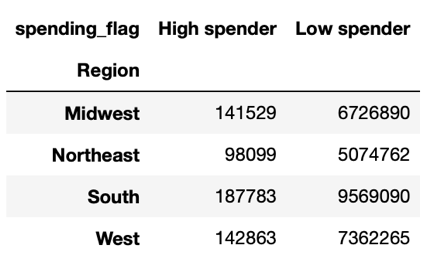 spending_flag High spender Low spender
Region
Midwest 141529 6726890
Northeast 98099 5074762
South 187783 9569090
West 142863 7362265